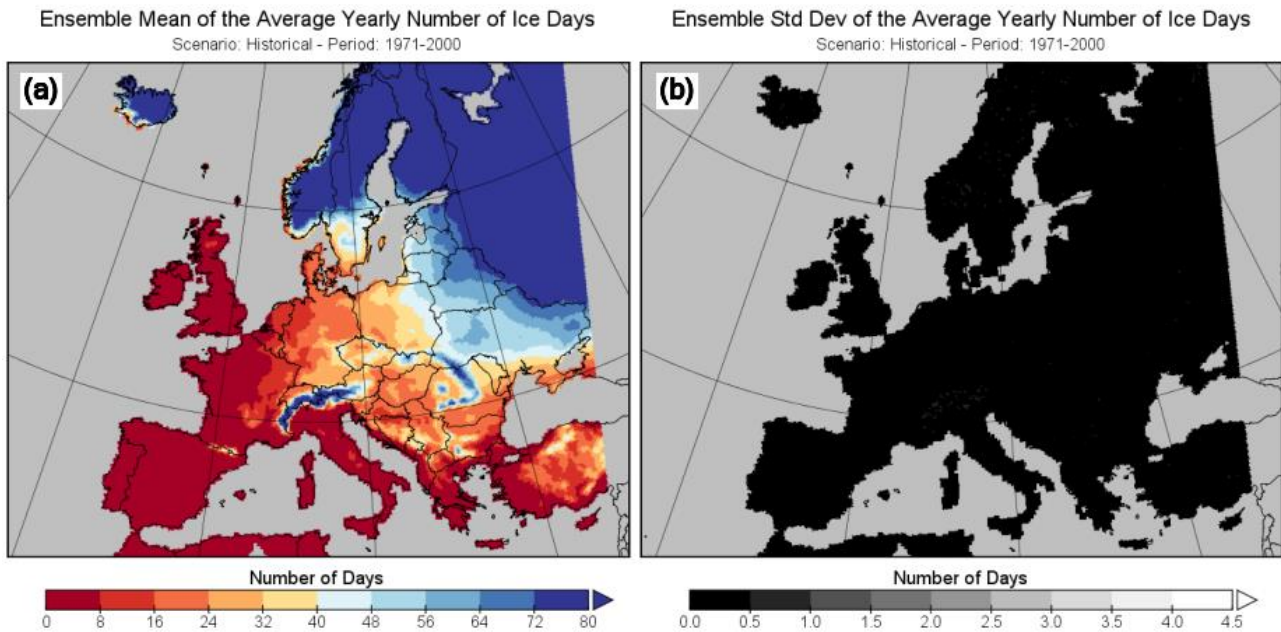 Ensemble Mean of the Average Yearly Number of Ice Days
Scenario: Historical - Period: 1971-2000
(a)
Number of Days
0 8 16 24 32 40 48 56 64 72 80
Ensemble Std Dev of the Average Yearly Number of Ice Days
Scenario: Historical - Period: 1971-2000
(b)
Number of Days
0.0 0.5 1.0 1.5 2.0 2.5 3.0 3.5 4.0 4.5